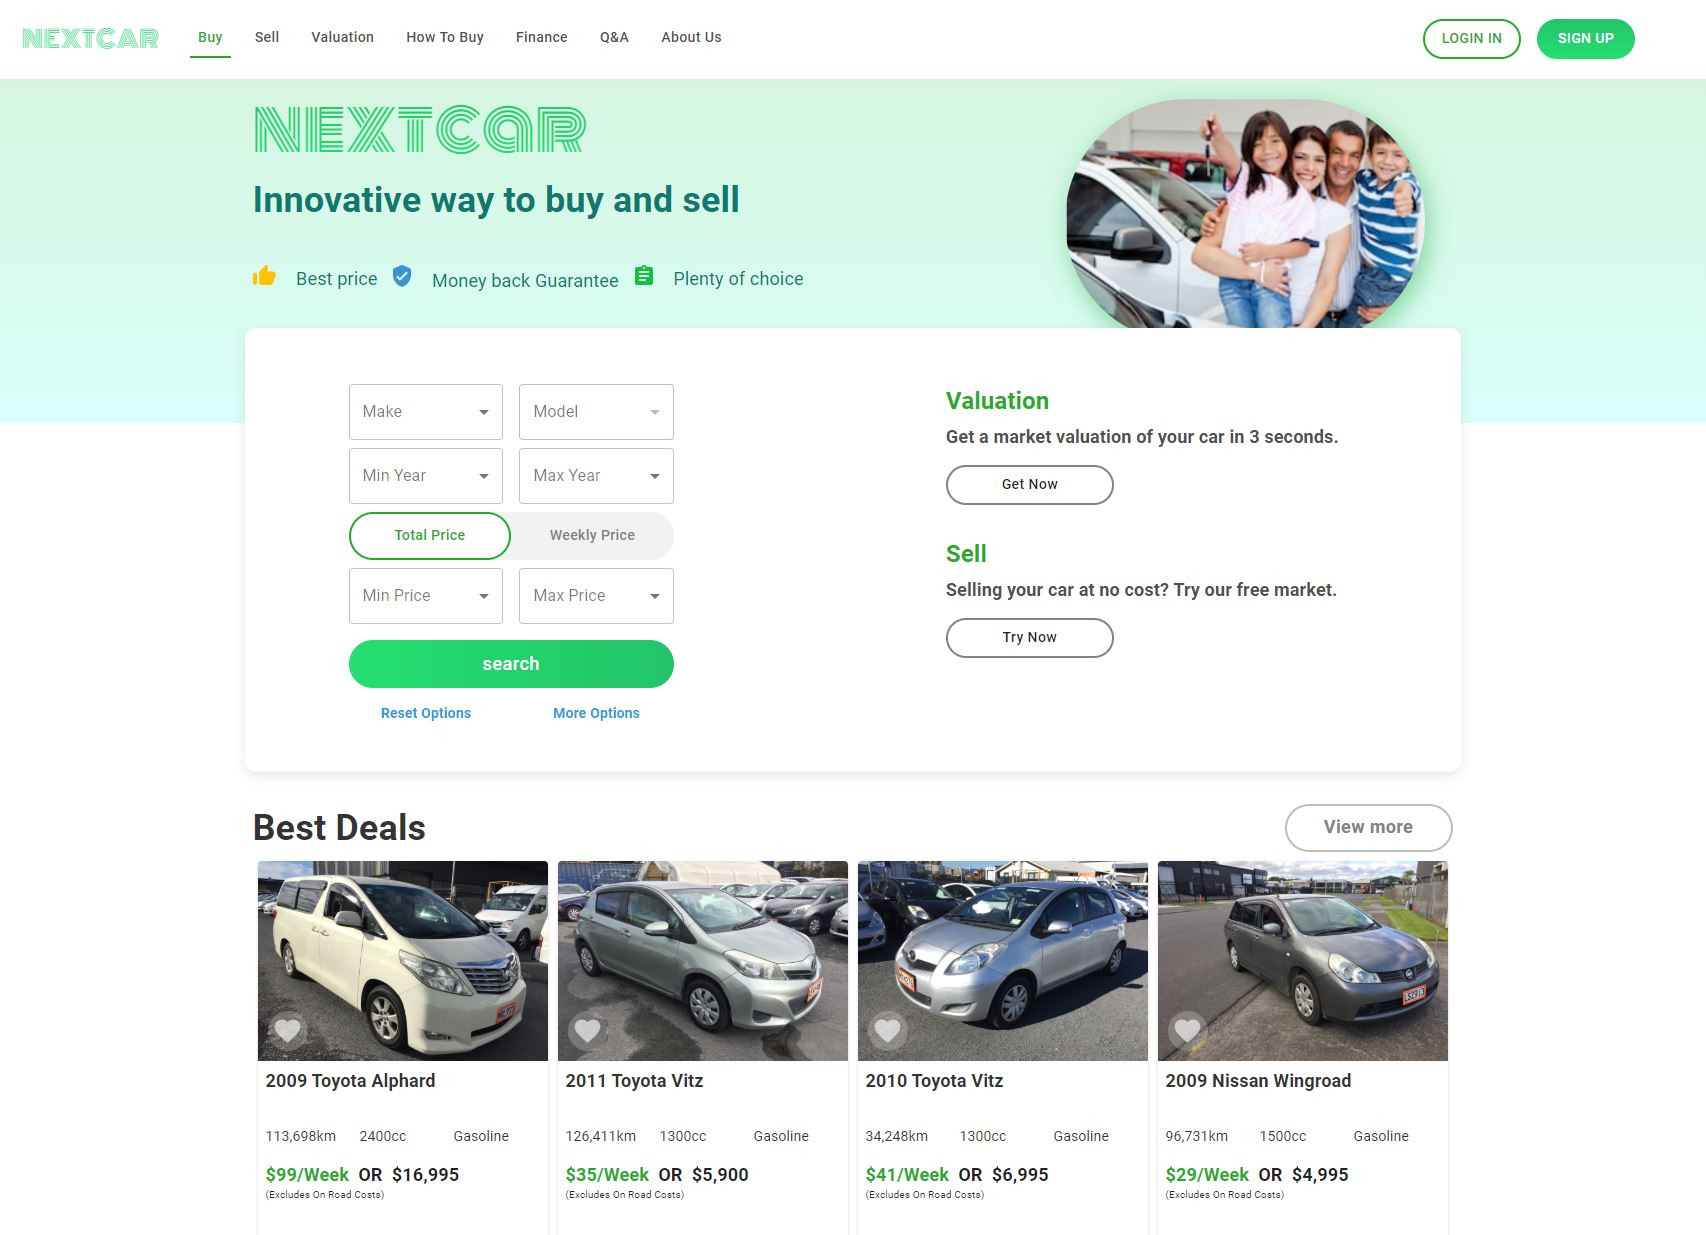 NEXTCAR
Buy
Sell
Valuation
How To Buy
Finance
Q&A
About Us
LOGIN IN
SIGN UP
NEXTCAR
Innovative way to buy and sell
Best price
Money back Guarantee
Plenty of choice
Make
Model
Min Year
Max Year
Total Price
Weekly Price
Min Price
Max Price
search
Reset Options
More Options
Valuation
Get a market valuation of your car in 3 seconds.
Get Now
Sell
Selling your car at no cost? Try our free market.
Try Now
Best Deals
View more
2009 Toyota Alphard
113,698km 2400cc Gasoline
$99/Week OR $16,995
(Excludes On Road Costs)
2011 Toyota Vitz
126,411km 1300cc Gasoline
$35/Week OR $5,900
(Excludes On Road Costs)
2010 Toyota Vitz
34,248km 1300cc Gasoline
$41/Week OR $6,995
(Excludes On Road Costs)
2009 Nissan Wingroad
96,731km 1500cc Gasoline
$29/Week OR $4,995
(Excludes On Road Costs)